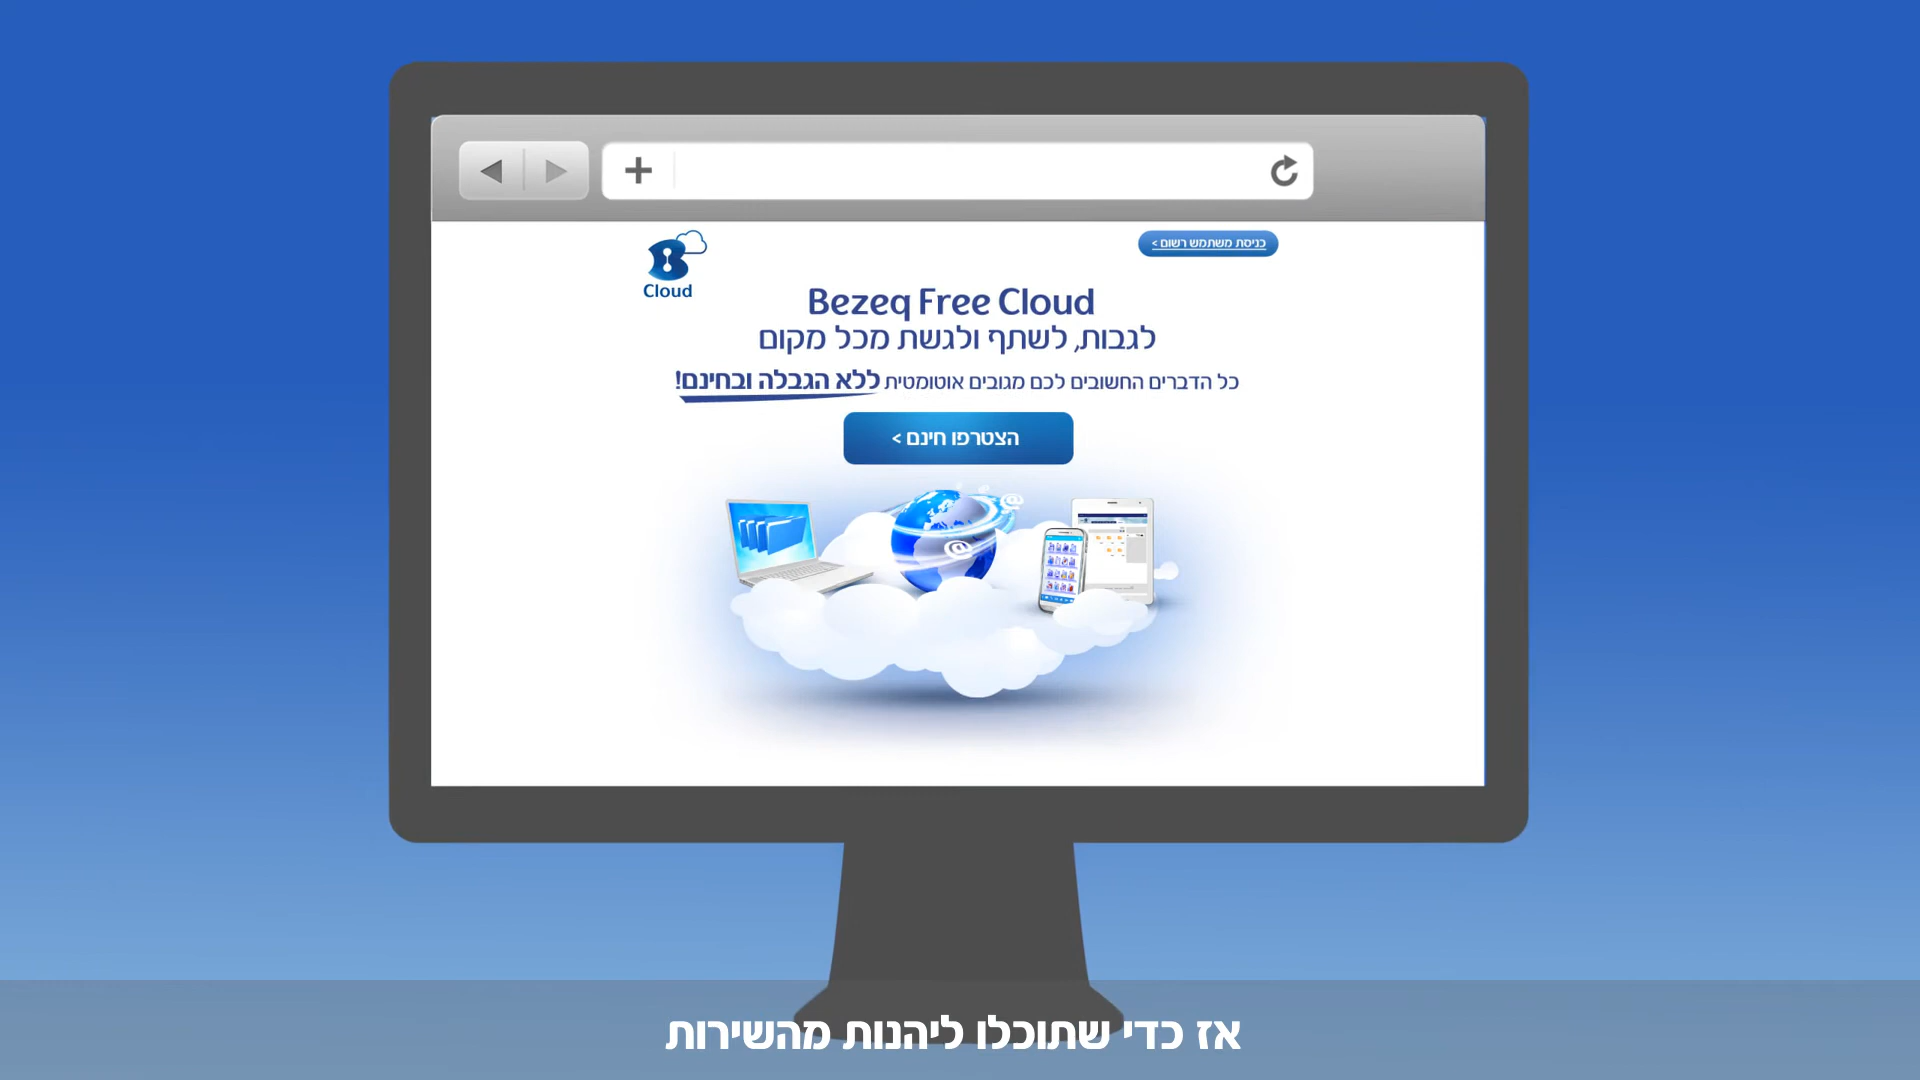 Cloud
כניסת משתמש רשום >
Bezeq Free Cloud
לגבות, לשתף ולגשת מכל מקום
כל הדברים החשובים לכם מגובים אוטומטית ללא הגבלה ובחינם!
הצטרפו חינם >
אז כדי שתוכלו ליהנות מהשירות